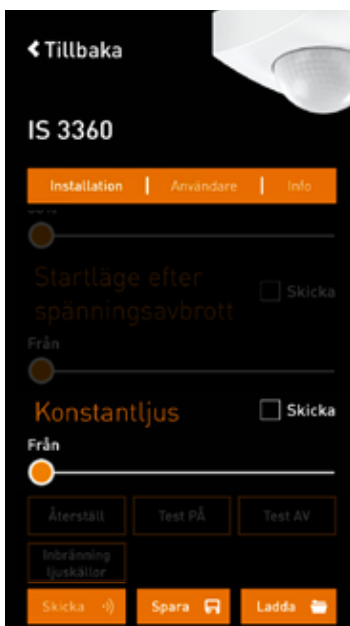 Tillbaka
IS 3360
Installation | Användare | Info
Startläge efter
spänningsavbrott
Skicka
Från
Konstantljus
Skicka
Från
Återställ Test PÅ Test AV
Inbränning
ljuskällor
Skicka Spara Ladda